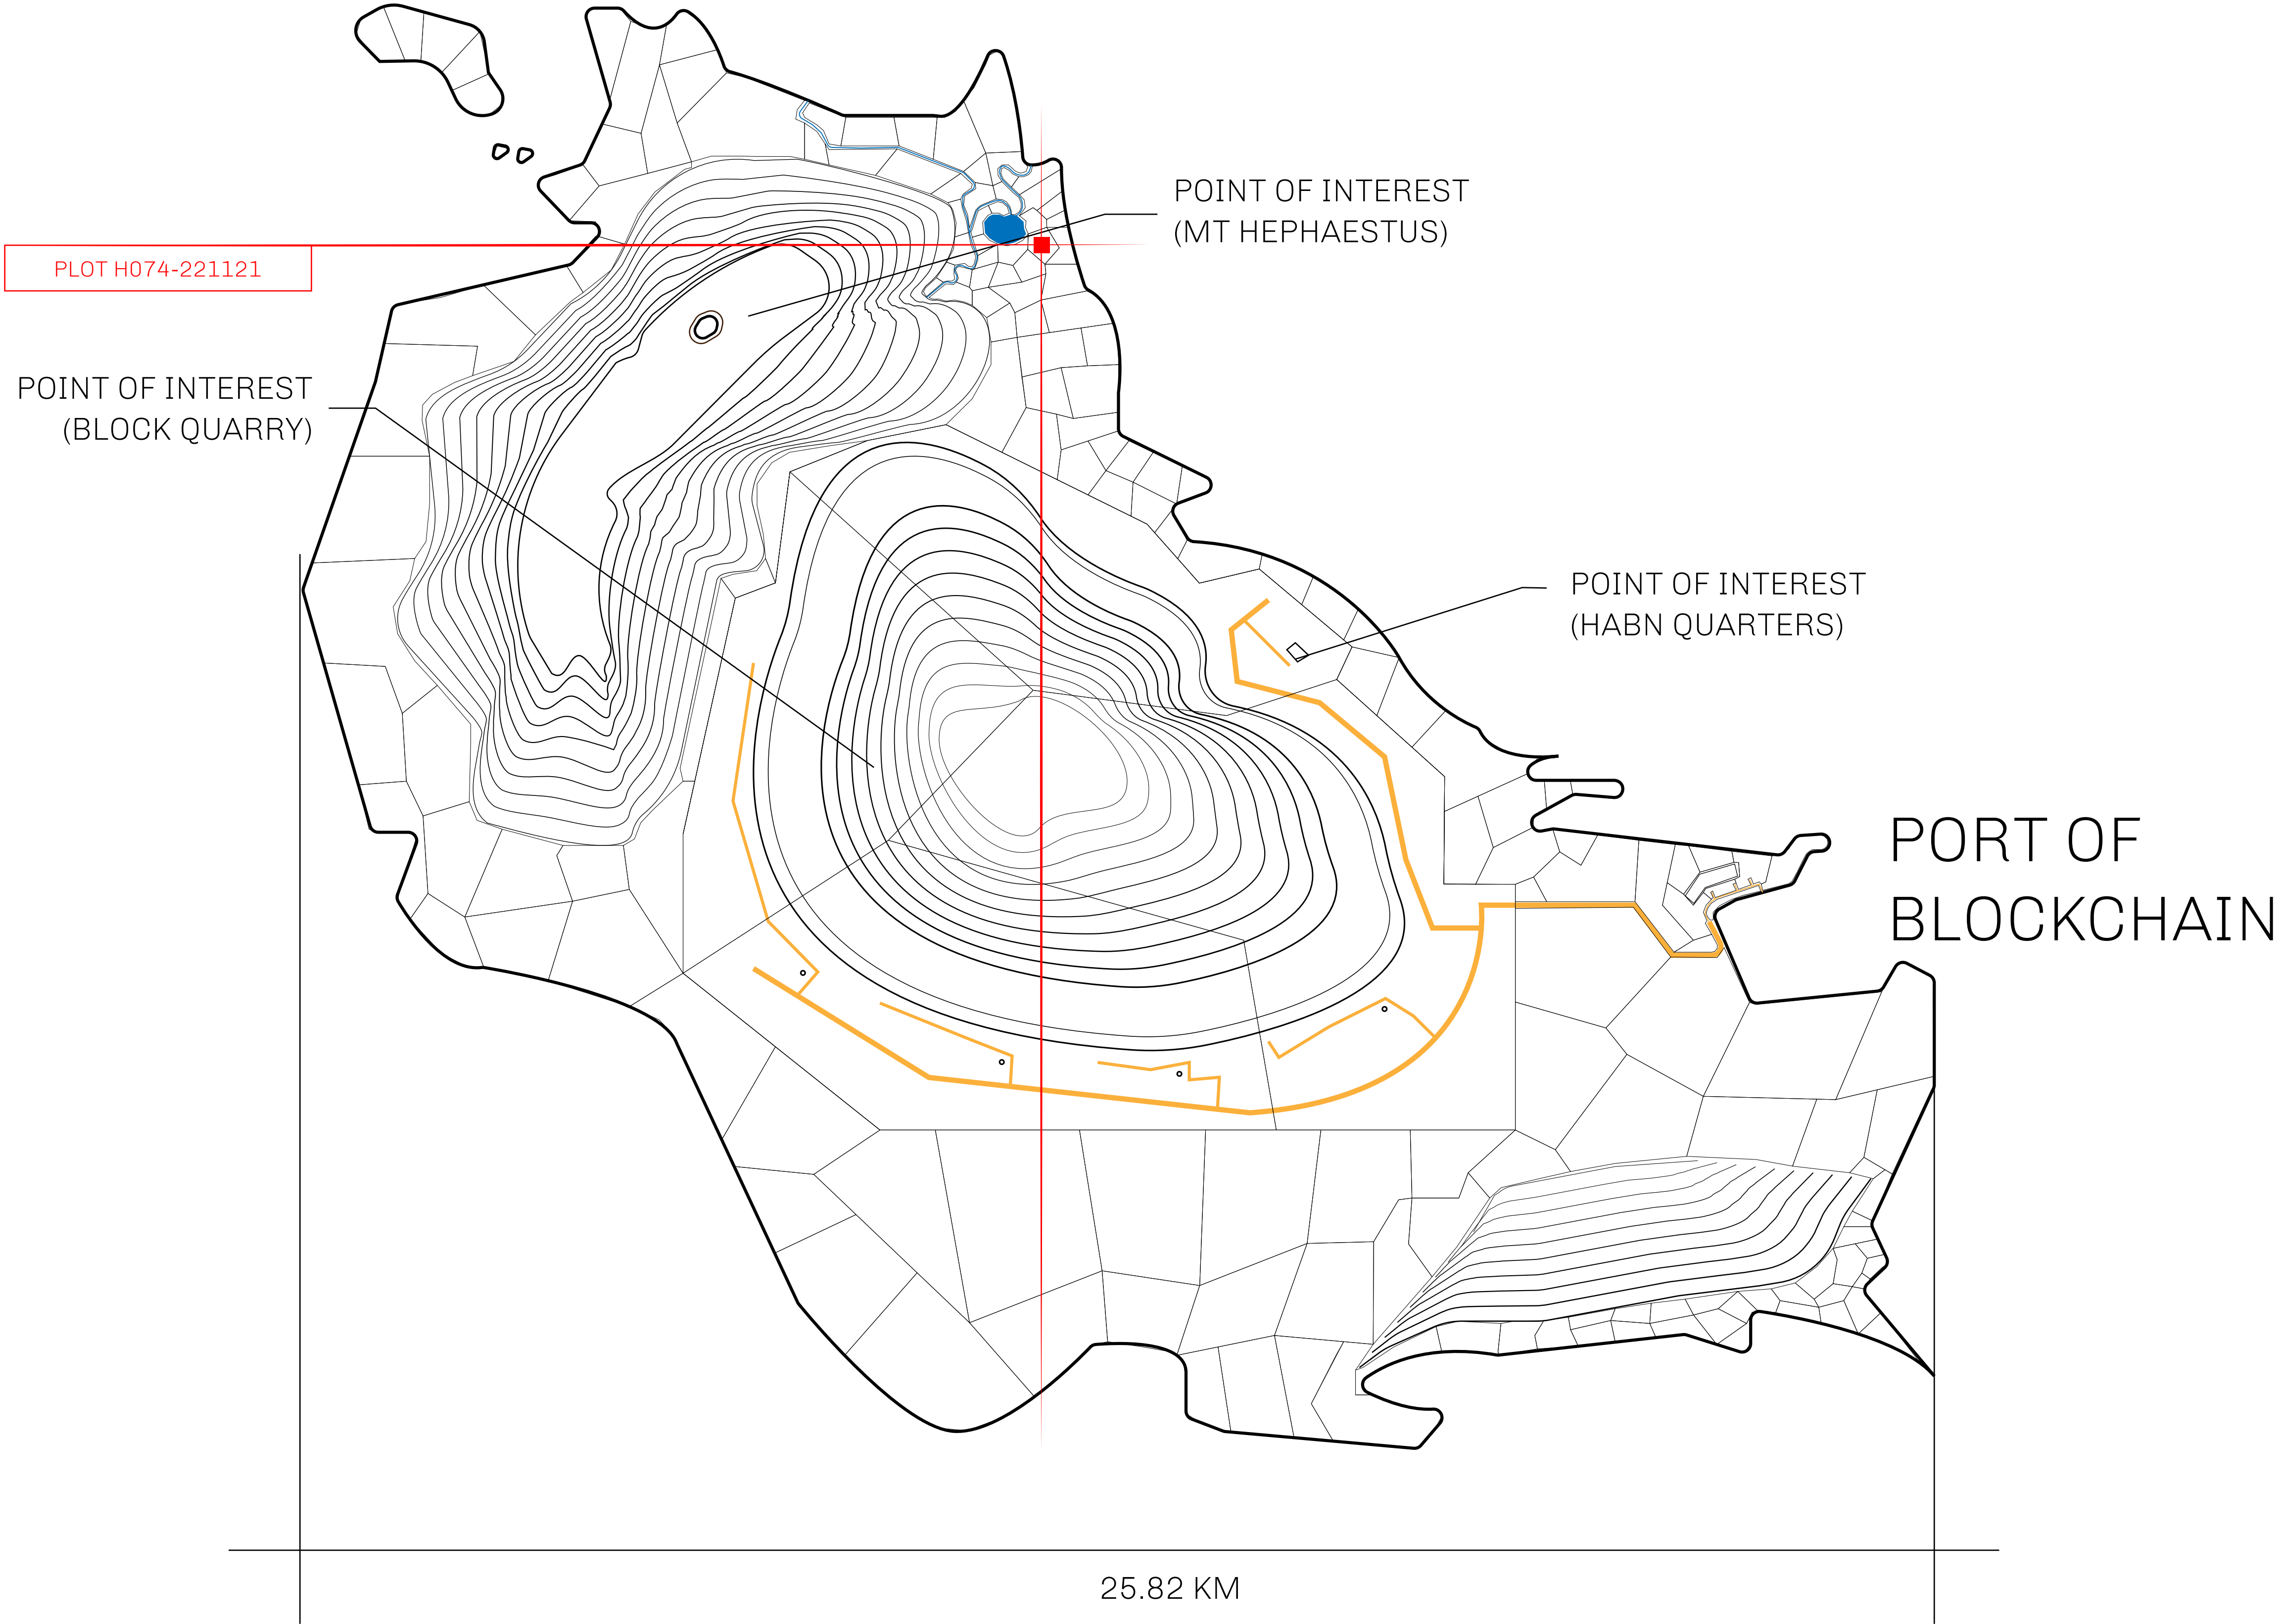 POINT OF INTEREST
(MT HEPHAESTUS)
PLOT H074-221121
POINT OF INTEREST
(BLOCK QUARRY)
POINT OF INTEREST
(HABN QUARTERS)
PORT OF
BLOCKCHAIN
25.82 KM